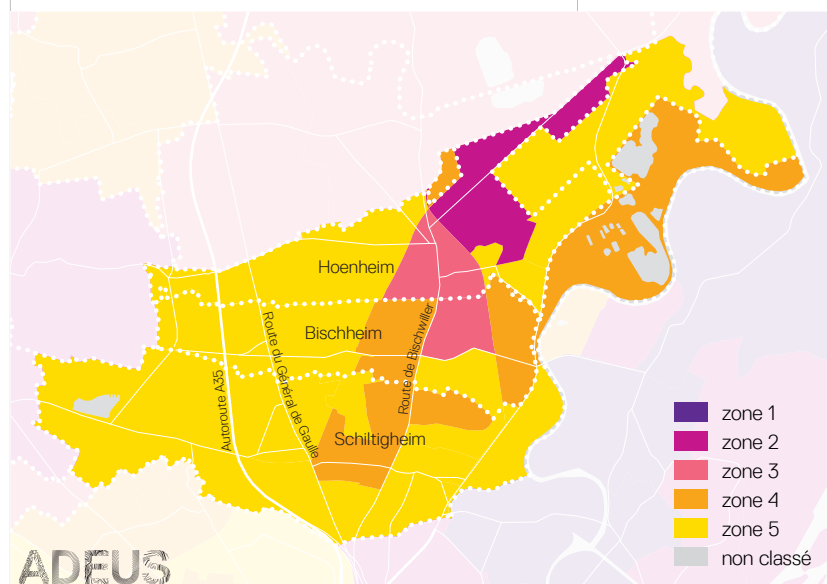 Hoenheim
Bischheim
Route du Général de Gaulle
Route de Bischwiller
Autoroute A35
Schiltigheim
zone 1
zone 2
zone 3
zone 4
zone 5
non classé
ADEUS